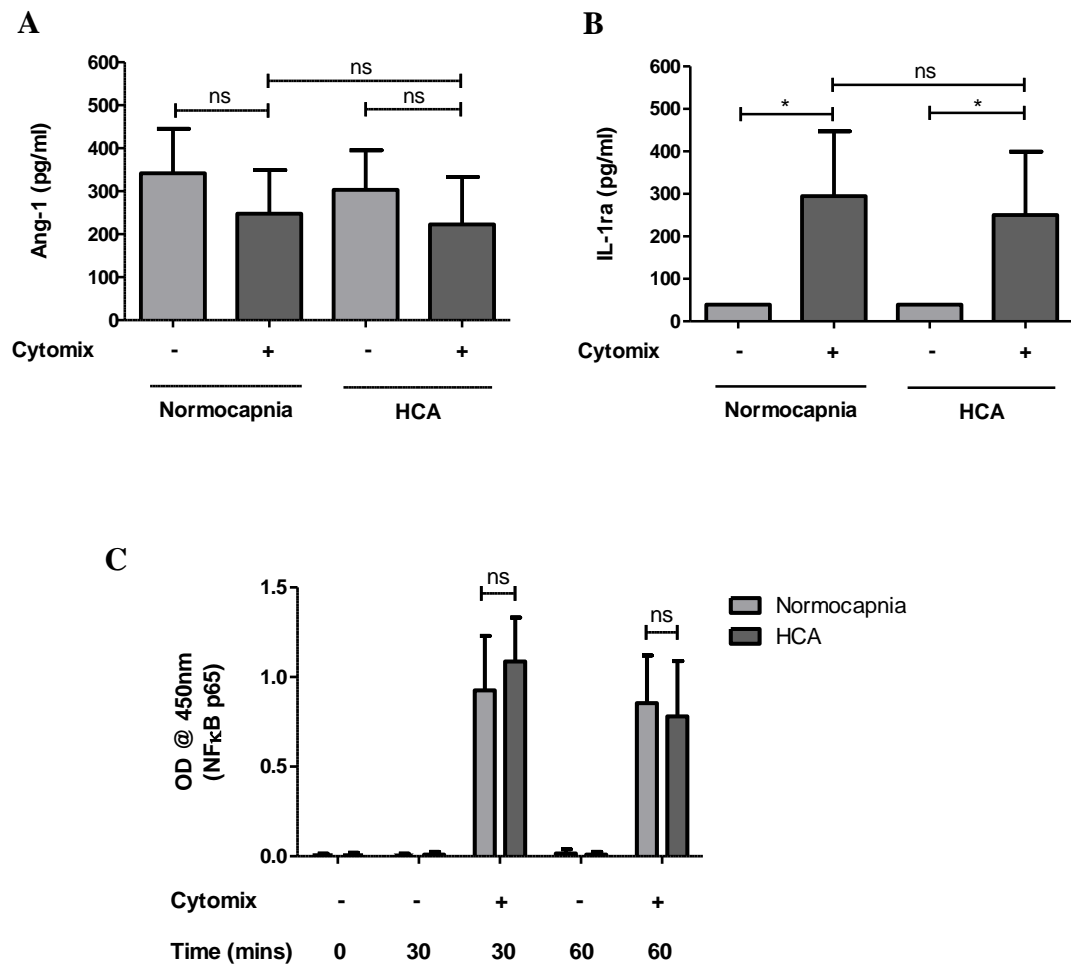 A
600
500
400
300
200
100
0
Ang-1 (pg/ml)
ns
ns
ns
Cytomix - + - +
Normocapnia HCA
B
600
500
400
300
200
100
0
IL-1ra (pg/ml)
ns
* *
Cytomix - + - +
Normocapnia HCA
C
1.5
1.0
0.5
0.0
OD @ 450nm
(NFκB p65)
ns
ns
Normocapnia
HCA
Cytomix - - + - +
Time (mins) 0 30 30 60 60